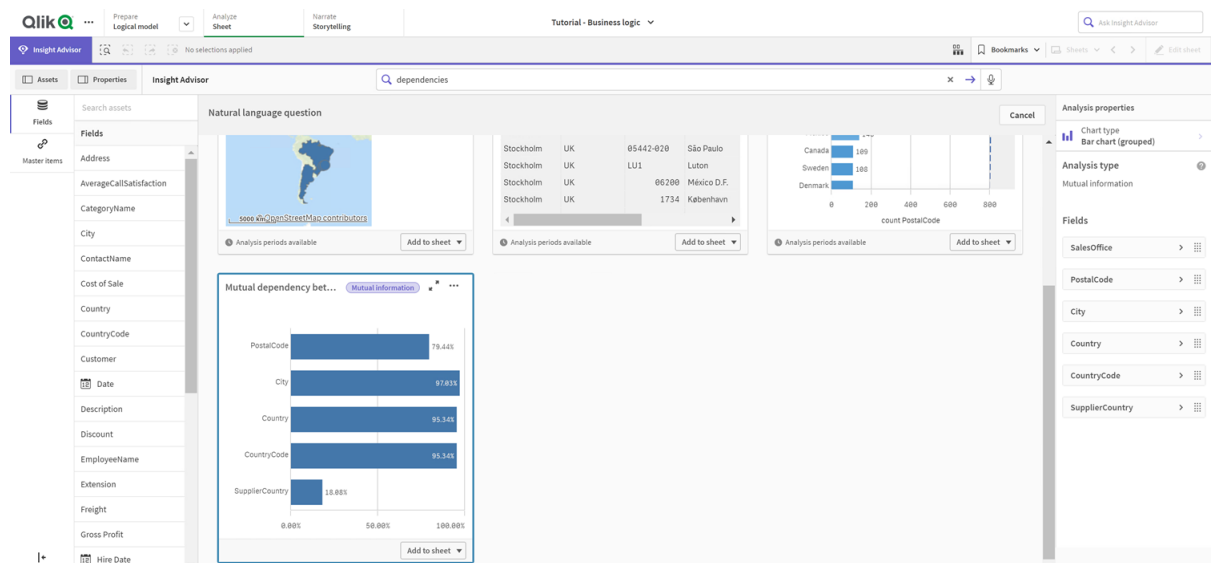 Qlik
Prepare
Logical model
Analyze
Sheet
Narrate
Storytelling
Tutorial - Business logic
Ask Insight Advisor
Insight Advisor
No selections applied
Bookmarks
Sheets
Edit sheet
Assets
Properties
Insight Advisor
dependencies
Fields
Master items
Search assets
Fields
Address
AverageCallSatisfaction
CategoryName
City
ContactName
Cost of Sale
Country
CountryCode
Customer
Date
Description
Discount
EmployeeName
Extension
Freight
Gross Profit
Hire Date
Natural language question
Cancel
OpenStreetMap contributors
5000
Analysis periods available
Add to sheet
Stockholm UK 05442-020 São Paulo
Stockholm UK LU1 Luton
Stockholm UK 06200 México D.F.
Stockholm UK 1734 København
Analysis periods available
Add to sheet
Canada 109
Sweden 108
Denmark
0 200 400 600 800
count PostalCode
Analysis periods available
Add to sheet
Mutual dependency bet...
Mutual information
PostalCode 79.44%
City 97.03%
Country 95.34%
CountryCode 95.34%
SupplierCountry 18.08%
0.00% 50.00% 100.00%
Add to sheet
Analysis properties
Chart type
Bar chart (grouped)
Analysis type
Mutual information
Fields
SalesOffice
PostalCode
City
Country
CountryCode
SupplierCountry